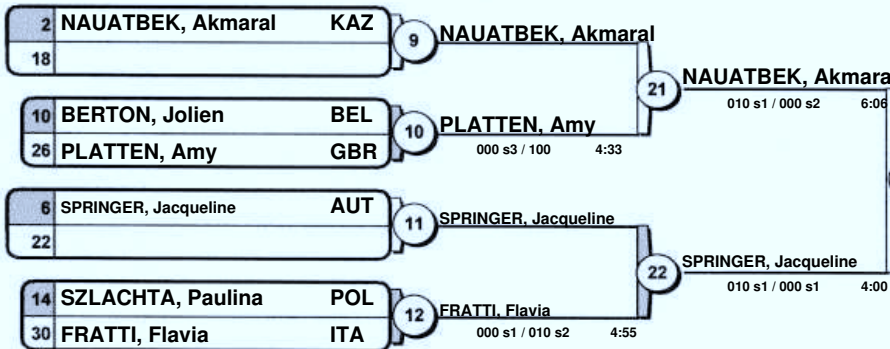 2 NAUATBEK, Akmaral KAZ
18
9 NAUATBEK, Akmaral
10 BERTON, Jolien BEL
26 PLATTEN, Amy GBR
10 PLATTEN, Amy
000 s3 / 100 4:33
21 NAUATBEK, Akmara
010 s1 / 000 s2 6:06
6 SPRINGER, Jacqueline AUT
22
11 SPRINGER, Jacqueline
14 SZLACHTA, Paulina POL
30 FRATTI, Flavia ITA
12 FRATTI, Flavia
000 s1 / 010 s2 4:55
22 SPRINGER, Jacqueline
010 s1 / 000 s1 4:00